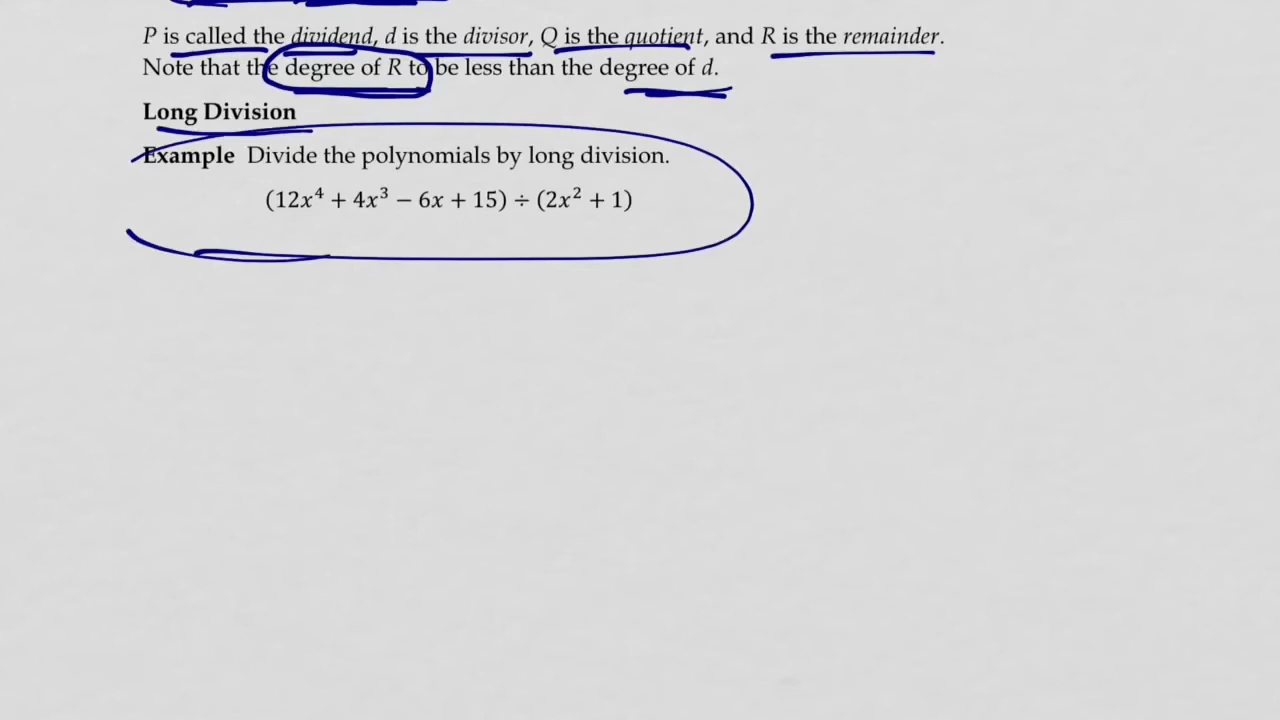 P is called the dividend, d is the divisor, Q is the quotient, and R is the remainder.
Note that the degree of R to be less than the degree of d.
Long Division
Example Divide the polynomials by long division.
(12x⁴ + 4x³ − 6x + 15) ÷ (2x² + 1)